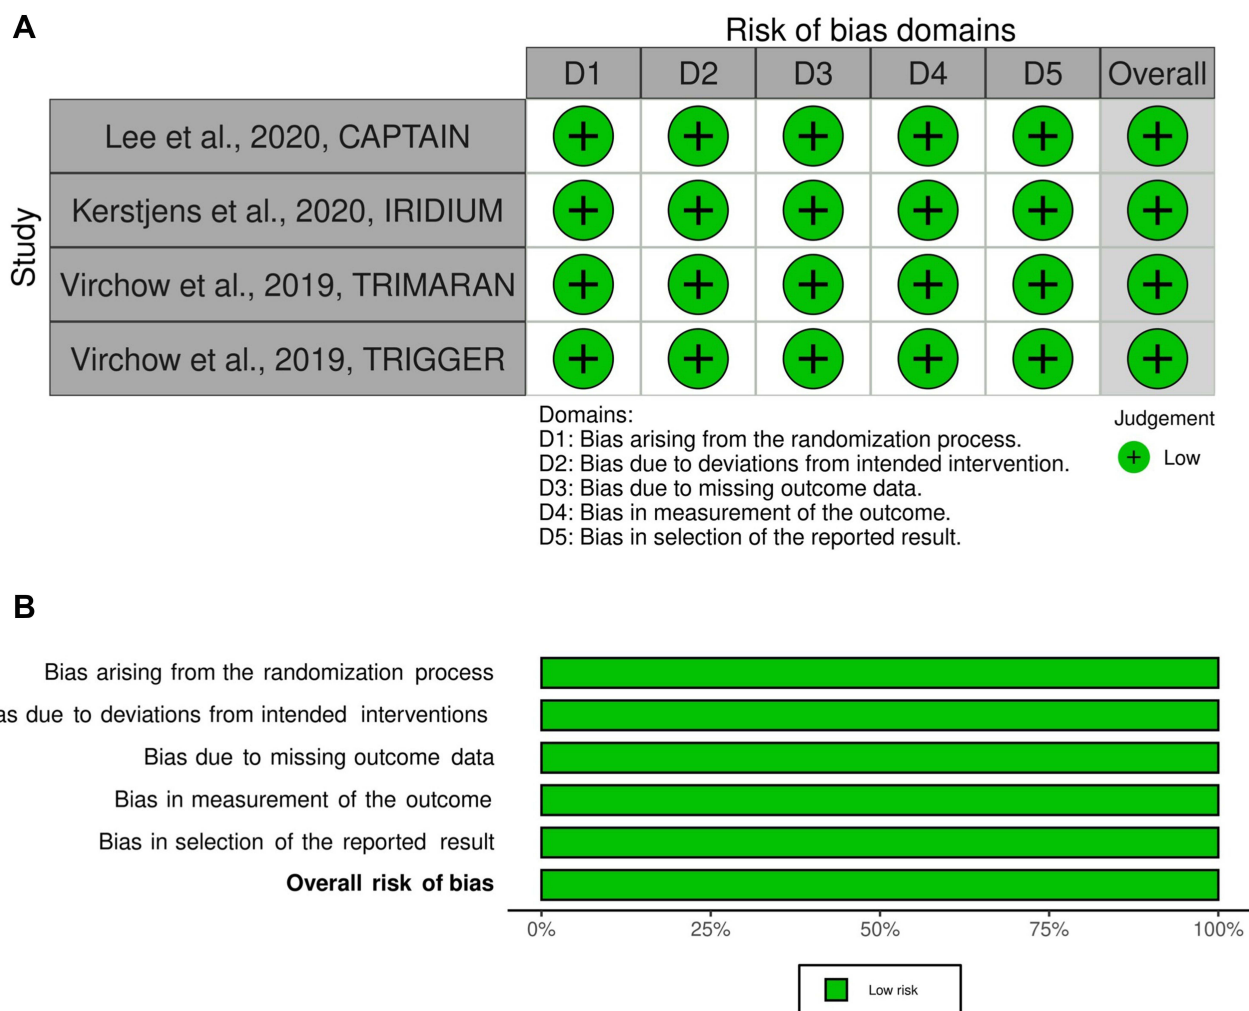 A
Risk of bias domains
D1 D2 D3 D4 D5 Overall
Study
Lee et al., 2020, CAPTAIN + + + + + +
Kerstjens et al., 2020, IRIDIUM + + + + + +
Virchow et al., 2019, TRIMARAN + + + + + +
Virchow et al., 2019, TRIGGER + + + + + +
Domains:
D1: Bias arising from the randomization process.
D2: Bias due to deviations from intended intervention.
D3: Bias due to missing outcome data.
D4: Bias in measurement of the outcome.
D5: Bias in selection of the reported result.
Judgement
+ Low
B
Bias arising from the randomization process
as due to deviations from intended interventions
Bias due to missing outcome data
Bias in measurement of the outcome
Bias in selection of the reported result
Overall risk of bias
0% 25% 50% 75% 100%
Low risk